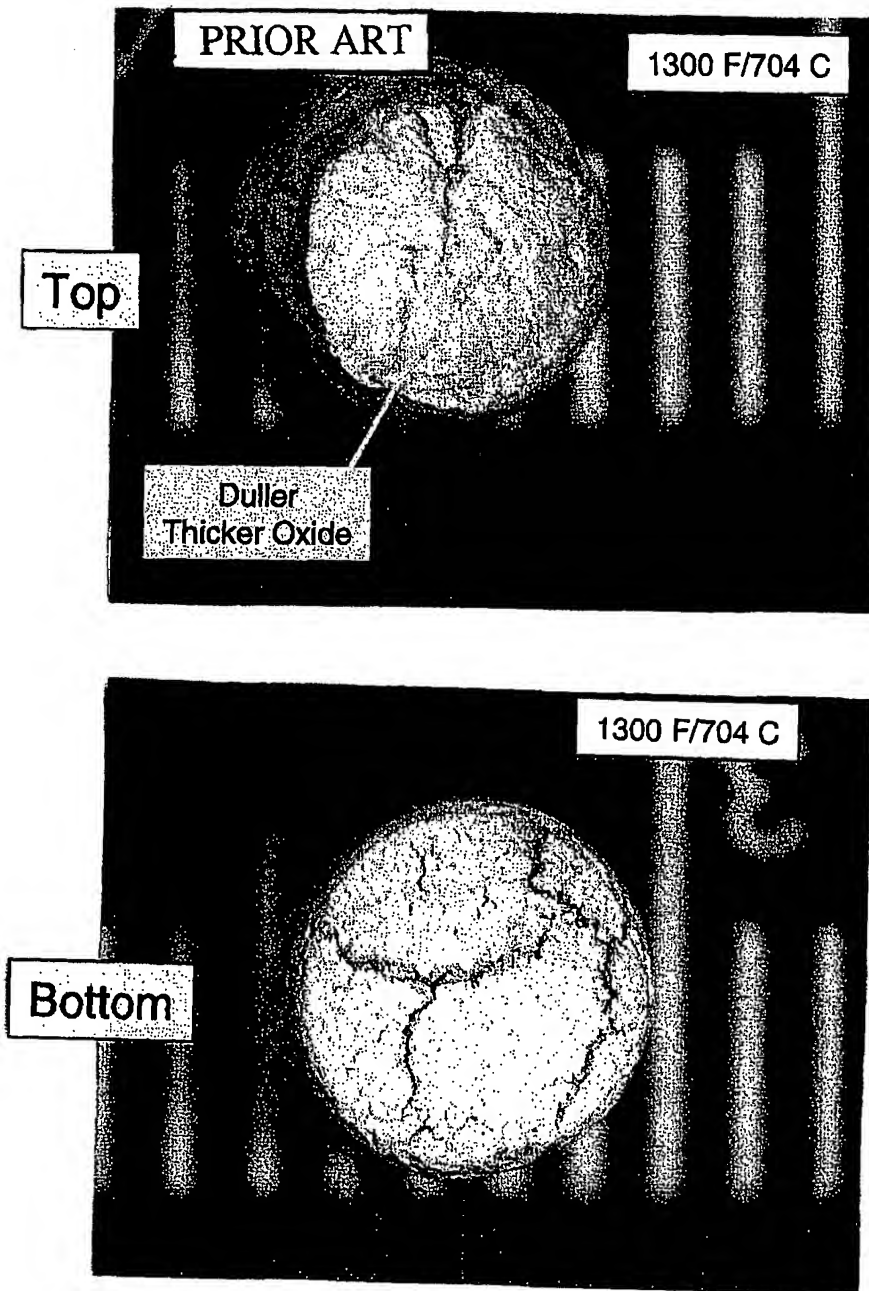 PRIOR ART
1300 F/704 C
Top
Duller
Thicker Oxide
1300 F/704 C
Bottom